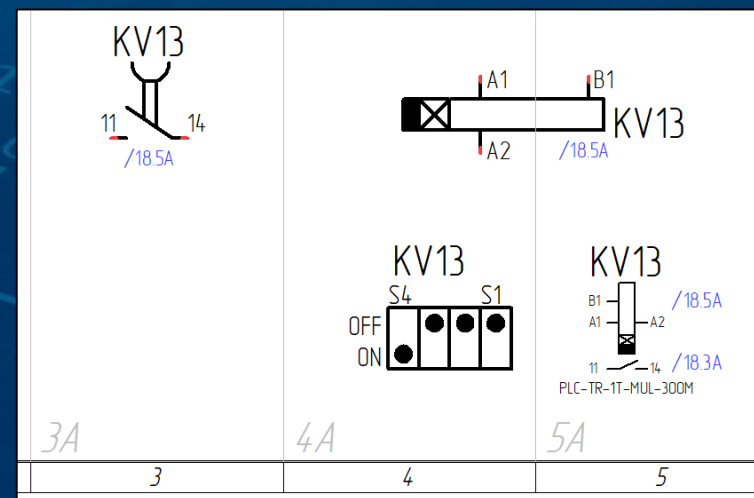 KV13
11 14
/18.5A
A1 B1
KV13
A2 /18.5A
KV13
S4 S1
OFF
ON
KV13
B1 /18.5A
A1 A2
11 14 /18.3A
PLC-TR-1T-MUL-300M
3A 4A 5A
3 4 5